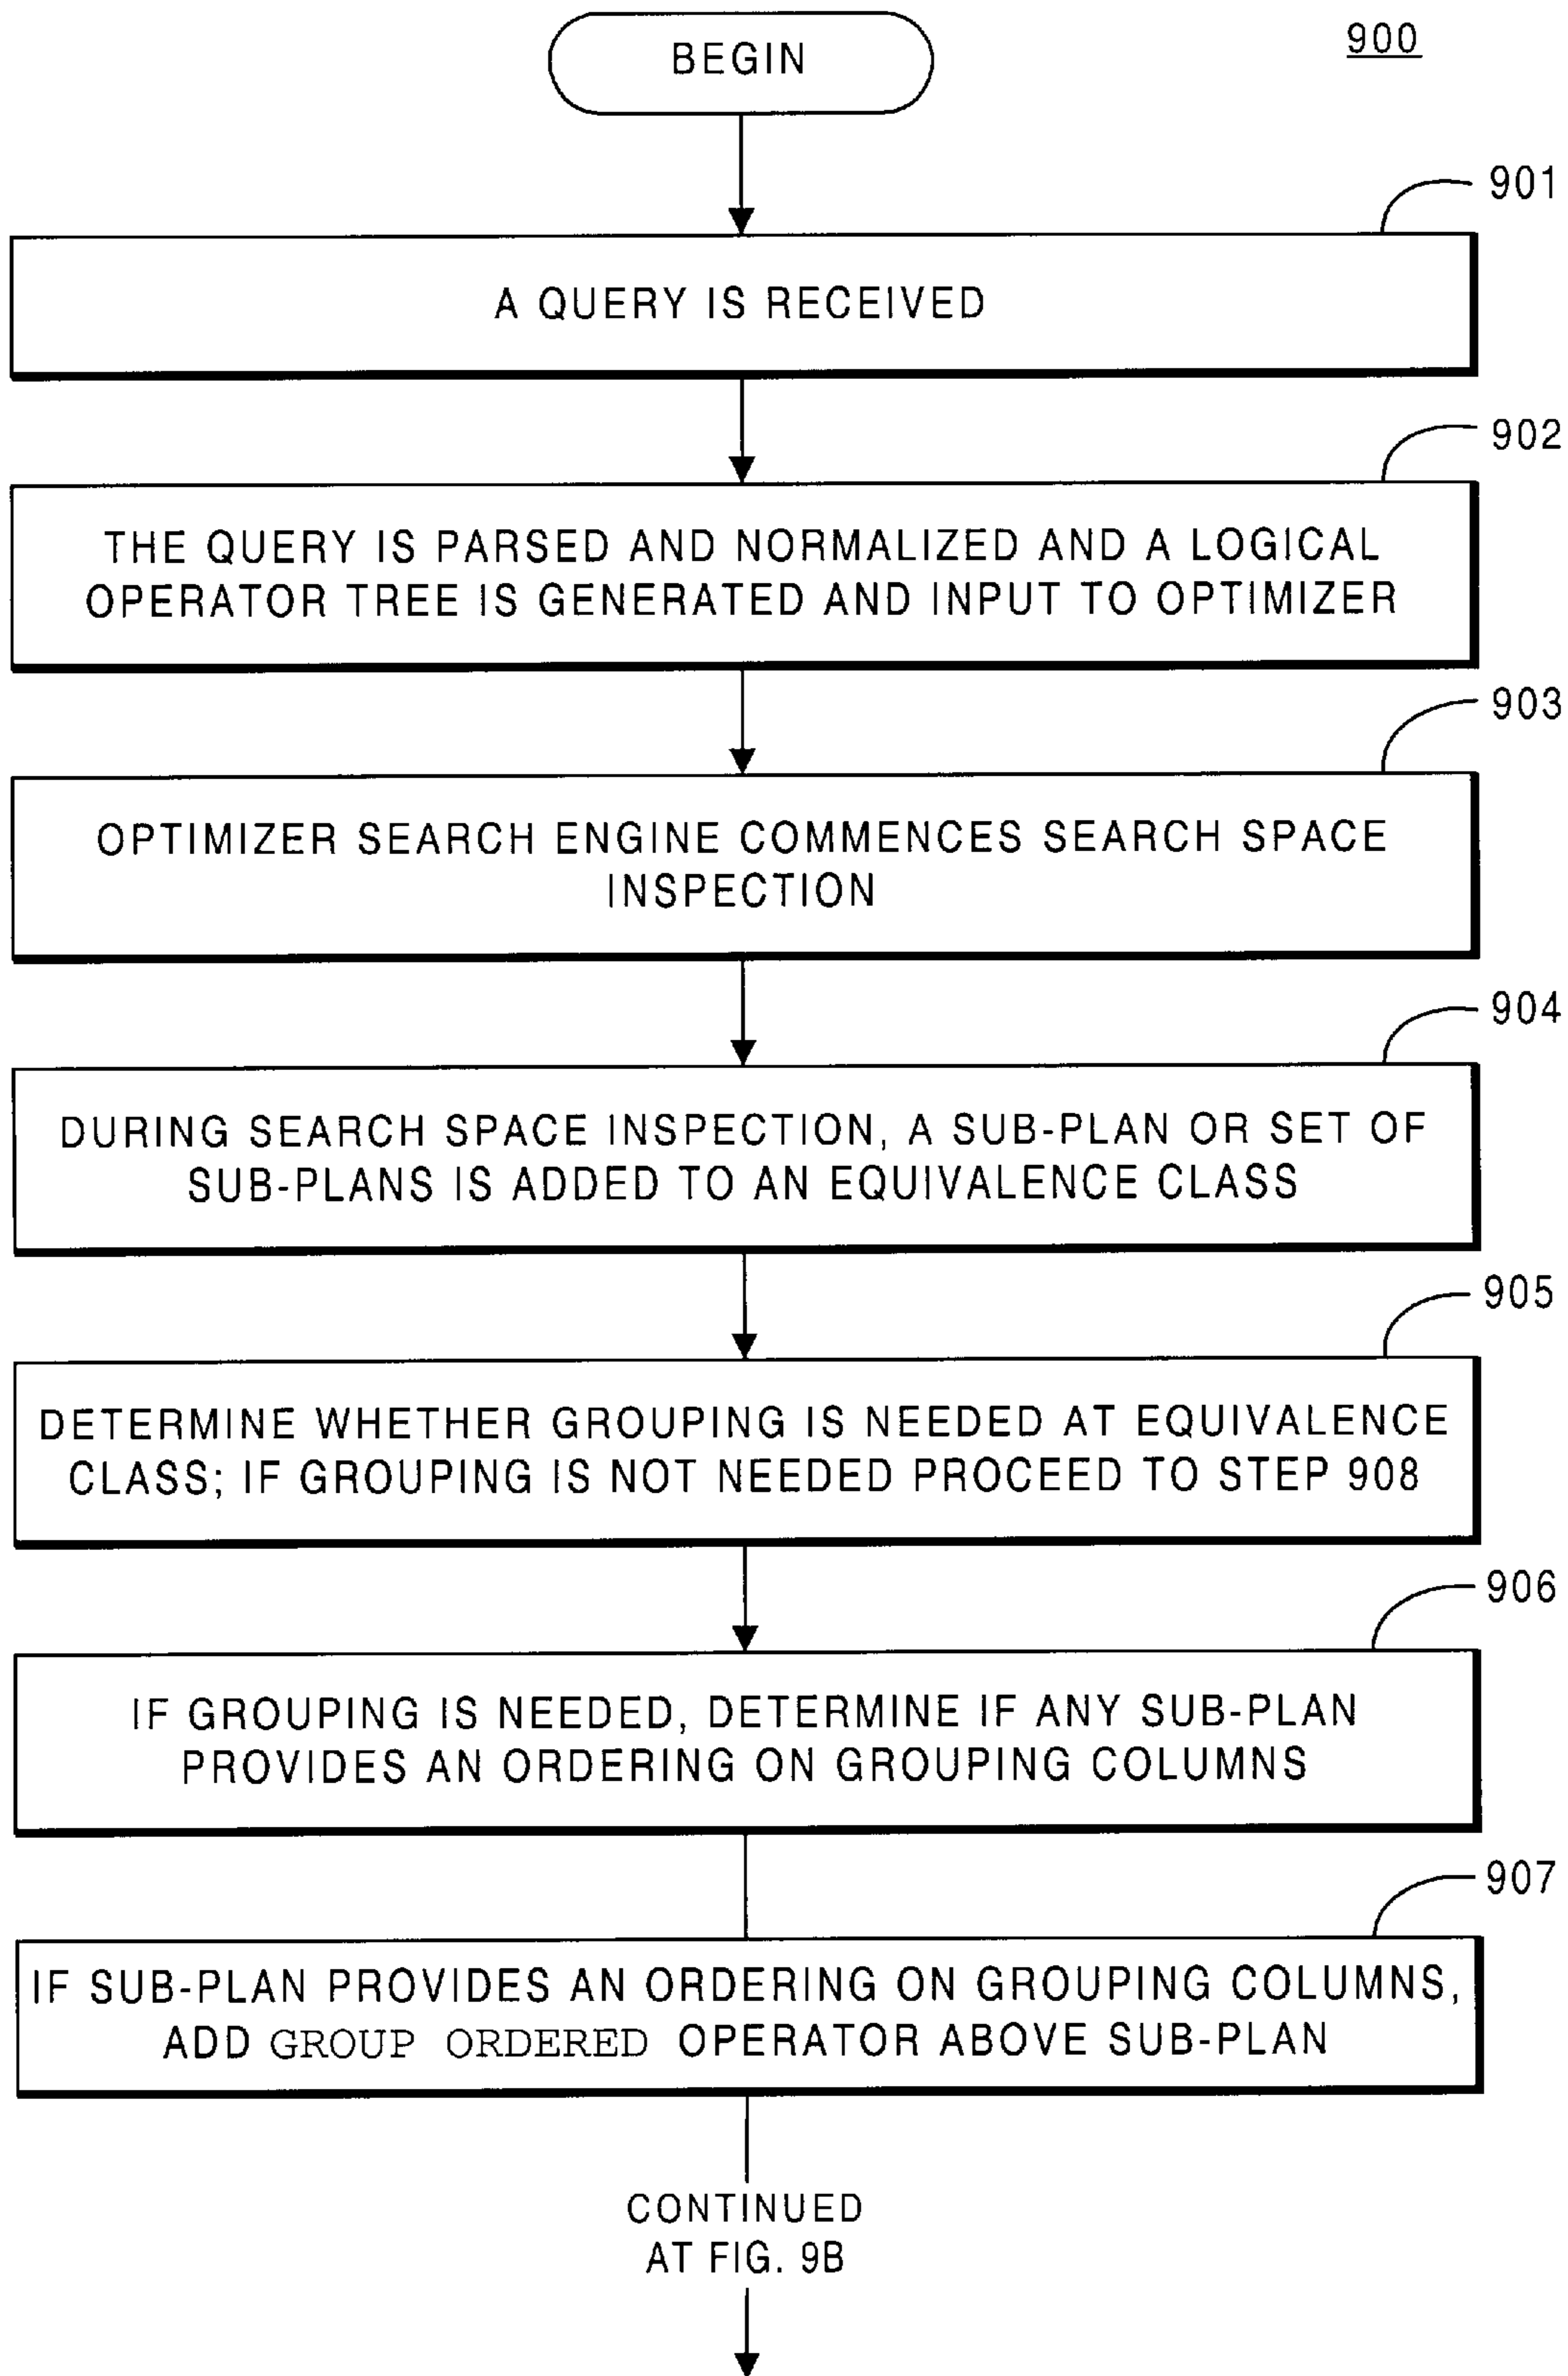 BEGIN
900
901
A QUERY IS RECEIVED
902
THE QUERY IS PARSED AND NORMALIZED AND A LOGICAL
OPERATOR TREE IS GENERATED AND INPUT TO OPTIMIZER
903
OPTIMIZER SEARCH ENGINE COMMENCES SEARCH SPACE
INSPECTION
904
DURING SEARCH SPACE INSPECTION, A SUB-PLAN OR SET OF
SUB-PLANS IS ADDED TO AN EQUIVALENCE CLASS
905
DETERMINE WHETHER GROUPING IS NEEDED AT EQUIVALENCE
CLASS; IF GROUPING IS NOT NEEDED PROCEED TO STEP 908
906
IF GROUPING IS NEEDED, DETERMINE IF ANY SUB-PLAN
PROVIDES AN ORDERING ON GROUPING COLUMNS
907
IF SUB-PLAN PROVIDES AN ORDERING ON GROUPING COLUMNS,
ADD GROUP ORDERED OPERATOR ABOVE SUB-PLAN
CONTINUED
AT FIG. 9B